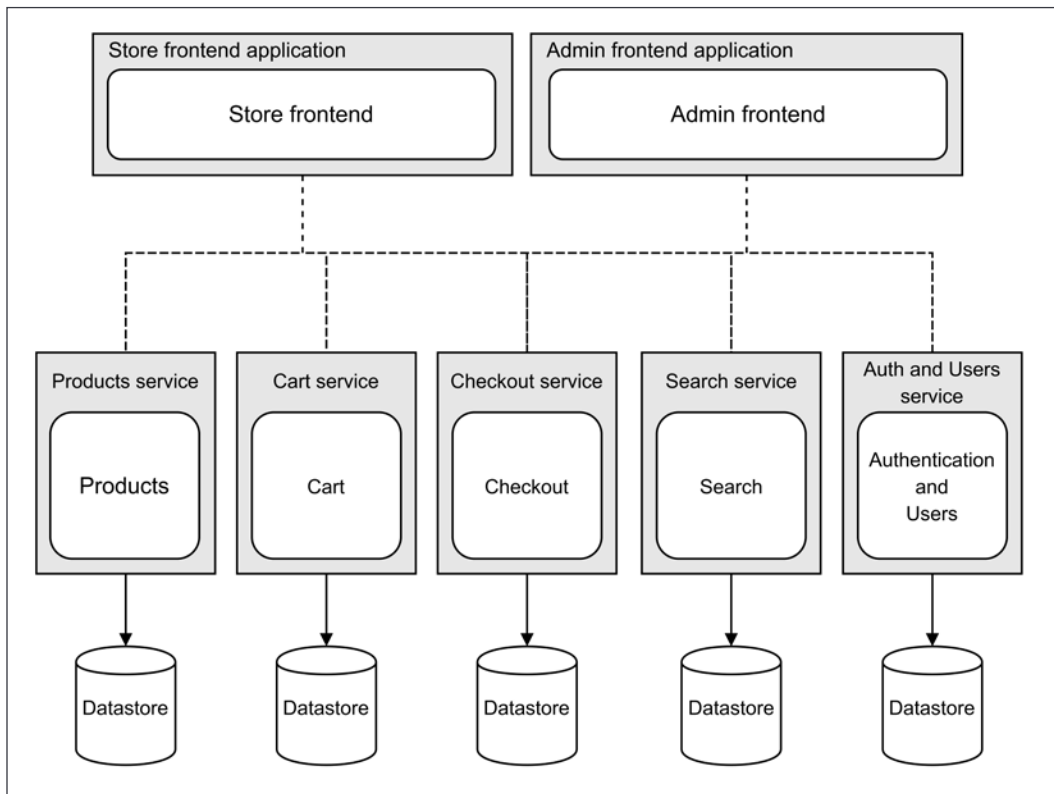 Store frontend application
Admin frontend application
Store frontend
Admin frontend
Products service
Cart service
Checkout service
Search service
Auth and Users
service
Products
Cart
Checkout
Search
Authentication
and
Users
Datastore
Datastore
Datastore
Datastore
Datastore